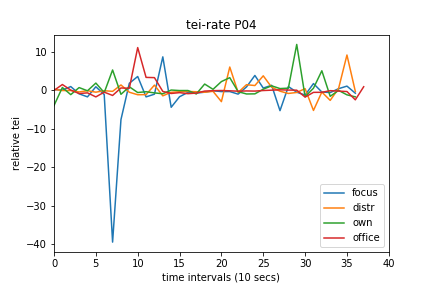 tei-rate P04
10
0
−10
−20
−30
−40
relative tei
focus
distr
own
office
0 5 10 15 20 25 30 35 40
time intervals (10 secs)